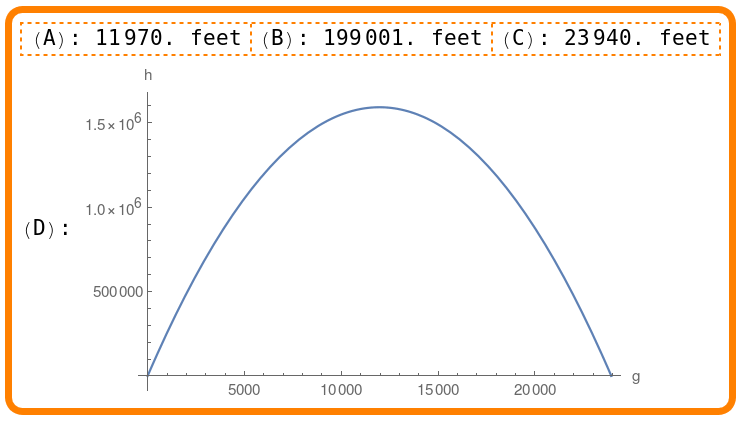 (A): 11970. feet (B): 199001. feet (C): 23940. feet
h
1.5×10^6
1.0×10^6
(D):
500000
g
5000 10000 15000 20000